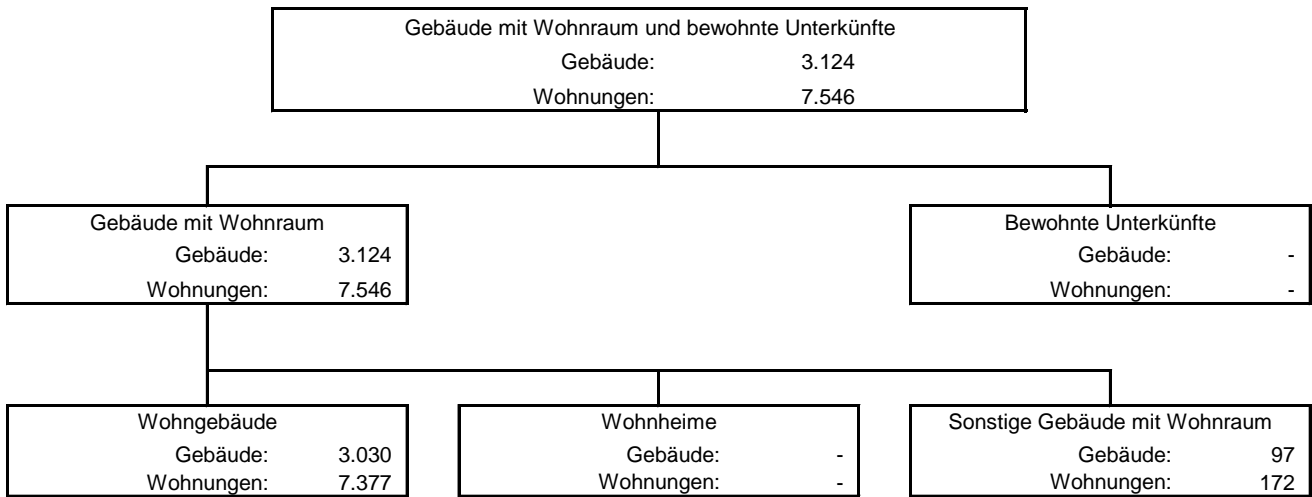 Gebäude mit Wohnraum und bewohnte Unterkünfte
Gebäude: 3.124
Wohnungen: 7.546
Gebäude mit Wohnraum
Gebäude: 3.124
Wohnungen: 7.546
Bewohnte Unterkünfte
Gebäude: -
Wohnungen: -
Wohngebäude
Gebäude: 3.030
Wohnungen: 7.377
Wohnheime
Gebäude: -
Wohnungen: -
Sonstige Gebäude mit Wohnraum
Gebäude: 97
Wohnungen: 172